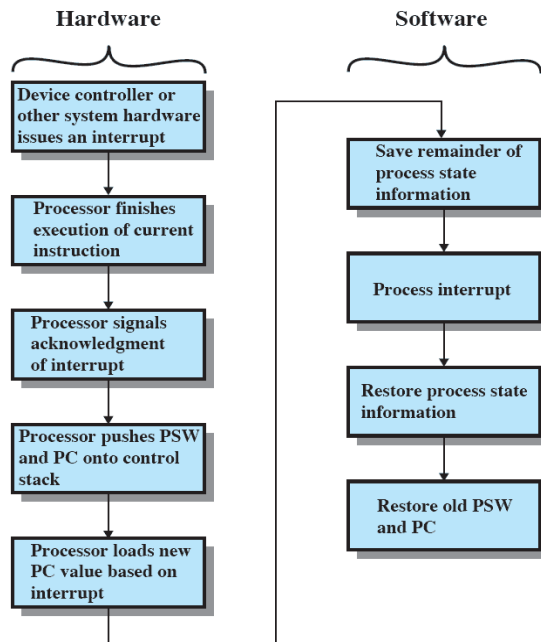 Hardware
Device controller or
other system hardware
issues an interrupt
Processor finishes
execution of current
instruction
Processor signals
acknowledgment
of interrupt
Processor pushes PSW
and PC onto control
stack
Processor loads new
PC value based on
interrupt
Software
Save remainder of
process state
information
Process interrupt
Restore process state
information
Restore old PSW
and PC